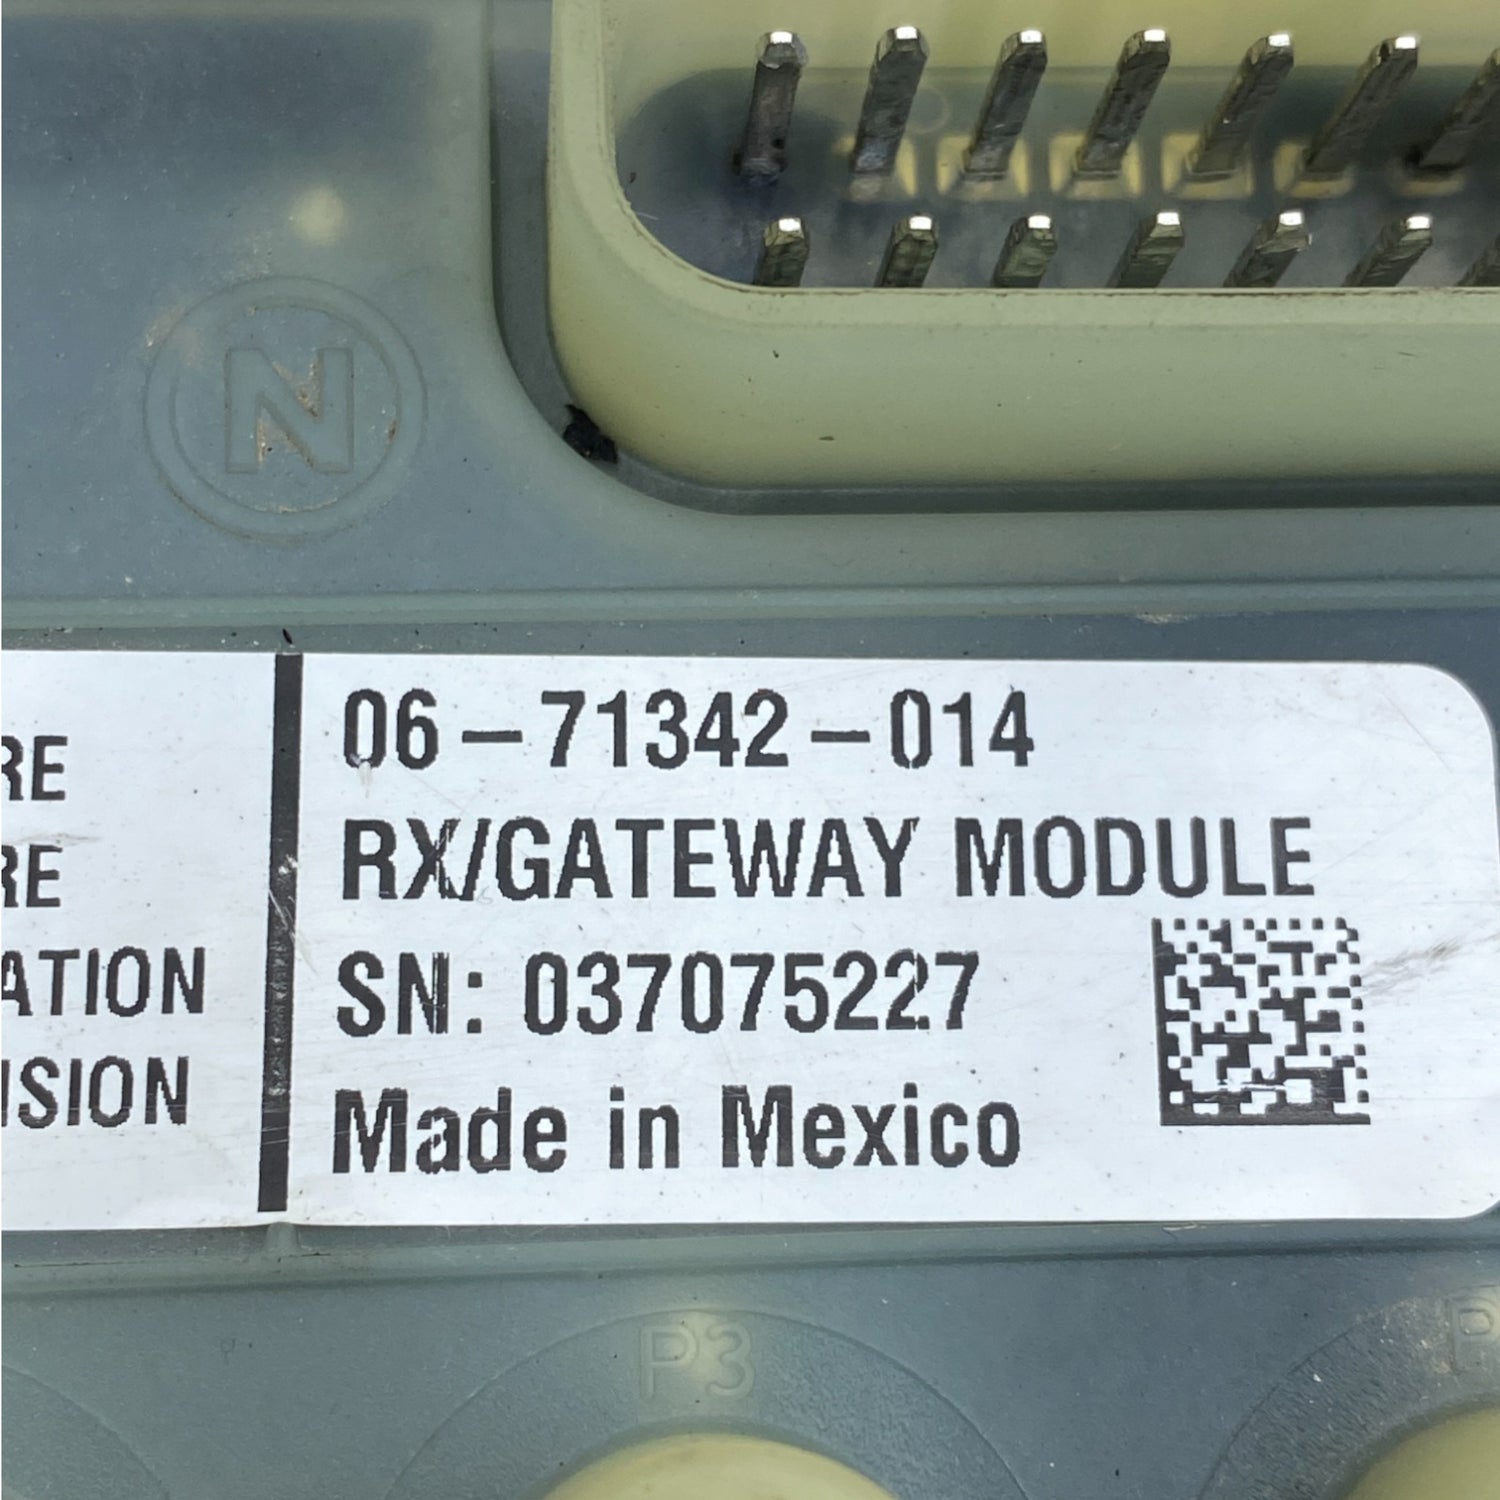 N
06-71342-014
RX/GATEWAY MODULE
SN: 037075227
Made in Mexico
RE
RE
ATION
ISION
P3
P